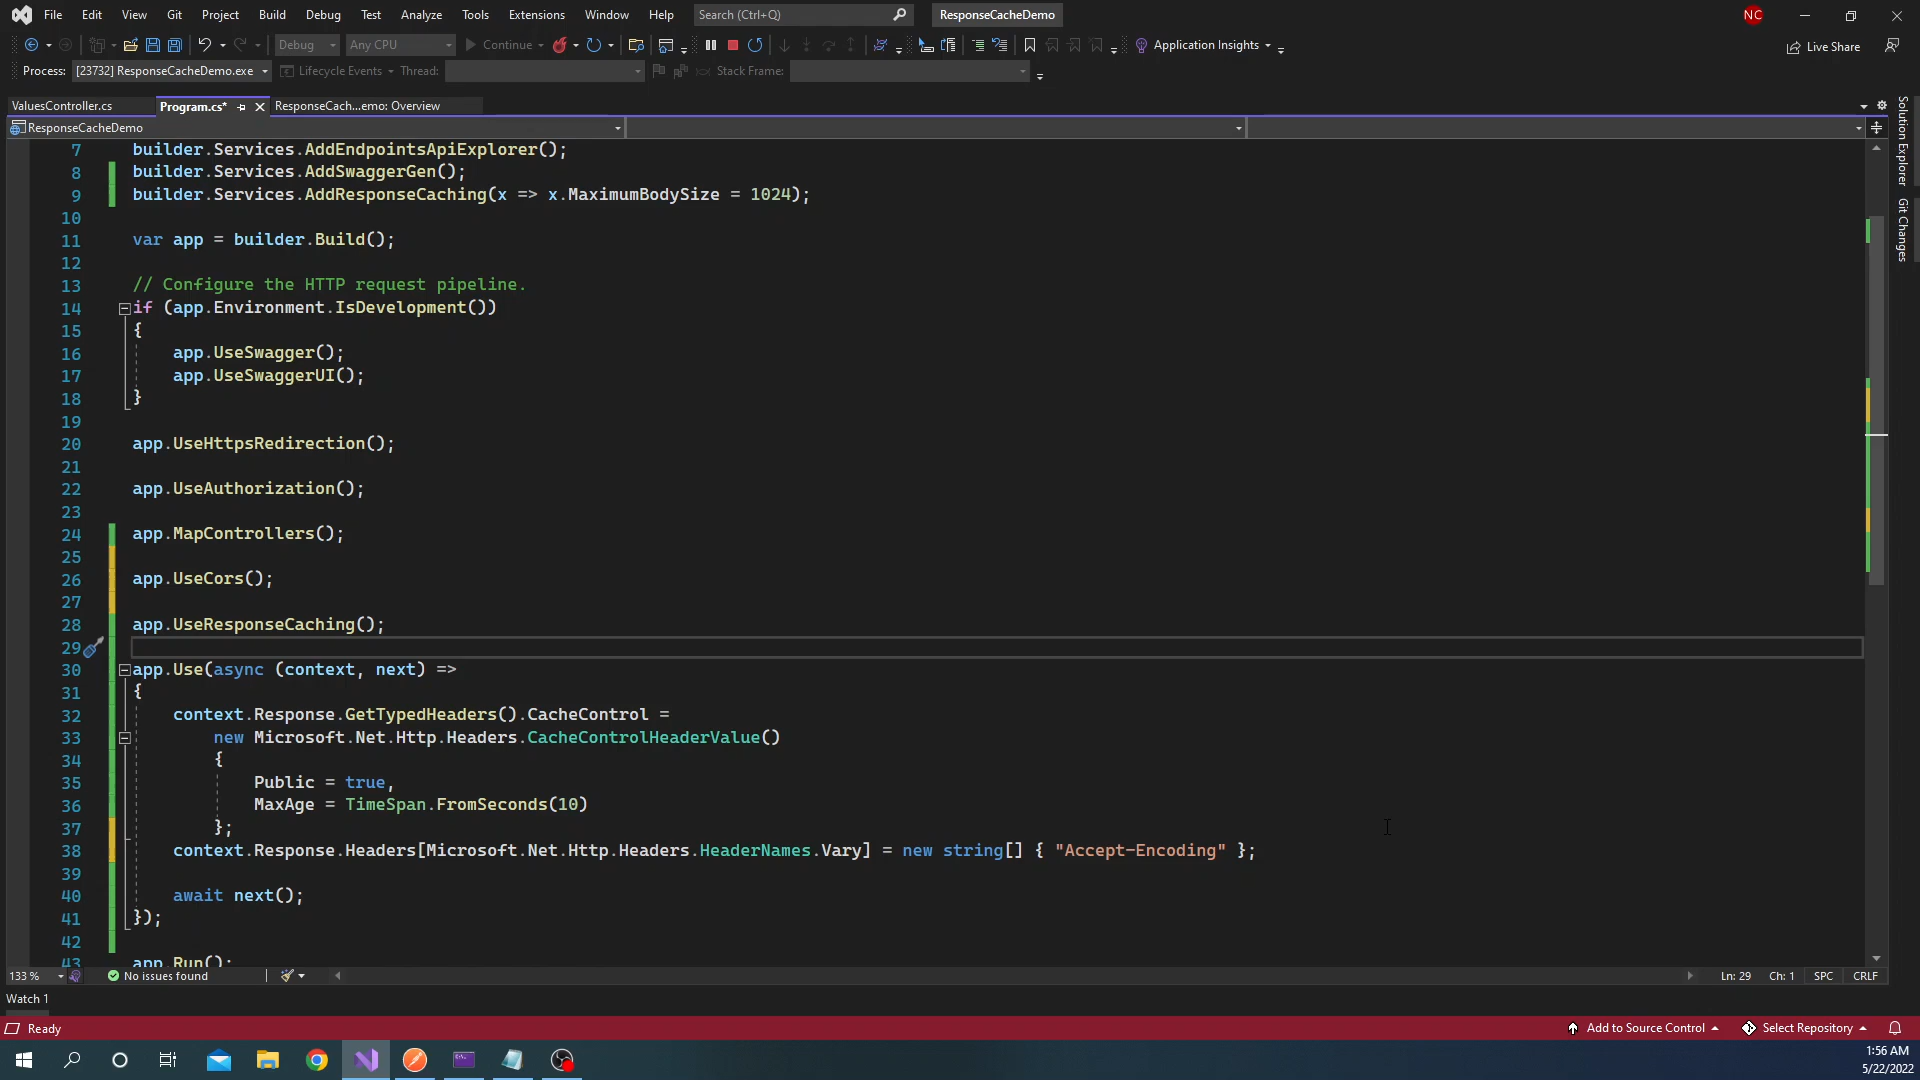 File Edit View Git Project Build Debug Test Analyze Tools Extensions Window Help Search (Ctrl+Q) ResponseCacheDemo NC
Debug Any CPU Continue Application Insights Live Share
Process: [23732] ResponseCacheDemo.exe Lifecycle Events Thread: Stack Frame:
ValuesController.cs Program.cs* ResponseCach...emo: Overview
ResponseCacheDemo
Solution Explorer
Git Changes
7 builder.Services.AddEndpointsApiExplorer();
8 builder.Services.AddSwaggerGen();
9 builder.Services.AddResponseCaching(x => x.MaximumBodySize = 1024);
10
11 var app = builder.Build();
12
13 // Configure the HTTP request pipeline.
14 if (app.Environment.IsDevelopment())
15 {
16 app.UseSwagger();
17 app.UseSwaggerUI();
18 }
19
20 app.UseHttpsRedirection();
21
22 app.UseAuthorization();
23
24 app.MapControllers();
25
26 app.UseCors();
27
28 app.UseResponseCaching();
29
30 app.Use(async (context, next) =>
31 {
32 context.Response.GetTypedHeaders().CacheControl =
33 new Microsoft.Net.Http.Headers.CacheControlHeaderValue()
34 {
35 Public = true,
36 MaxAge = TimeSpan.FromSeconds(10)
37 };
38 context.Response.Headers[Microsoft.Net.Http.Headers.HeaderNames.Vary] = new string[] { "Accept-Encoding" };
39
40 await next();
41 });
42
43 app.Run();
133 % No issues found Ln: 29 Ch: 1 SPC CRLF
Watch 1
Ready Add to Source Control Select Repository
1:56 AM
5/22/2022